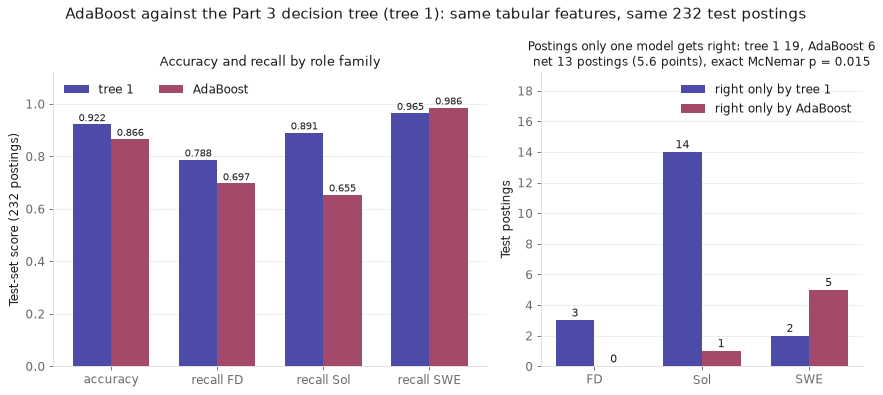 AdaBoost against the Part 3 decision tree (tree 1): same tabular features, same 232 test postings
Accuracy and recall by role family
tree 1
AdaBoost
Test-set score (232 postings)
1.0
0.8
0.6
0.4
0.2
0.0
0.922
0.866
0.788
0.697
0.891
0.655
0.965
0.986
accuracy
recall FD
recall Sol
recall SWE
Postings only one model gets right: tree 1 19, AdaBoost 6
net 13 postings (5.6 points), exact McNemar p = 0.015
right only by tree 1
right only by AdaBoost
Test postings
18
16
14
12
10
8
6
4
2
0
3
0
14
1
2
5
FD
Sol
SWE